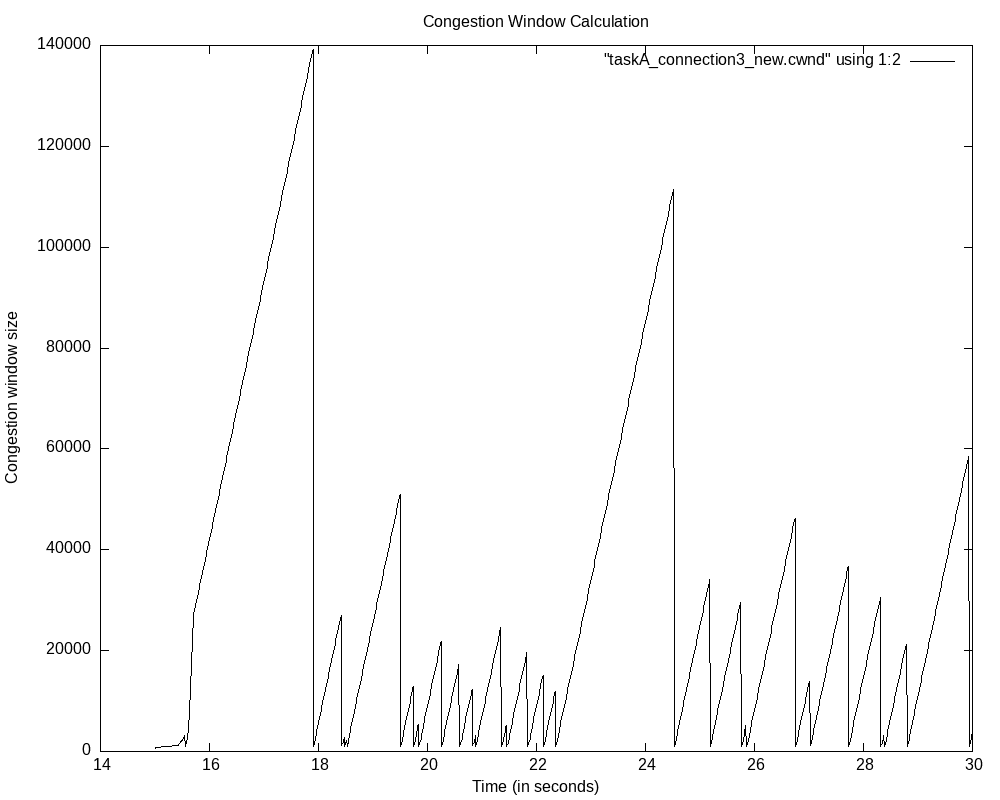 Congestion Window Calculation
"taskA_connection3_new.cwnd" using 1:2
140000
120000
100000
80000
60000
40000
20000
0
Congestion window size
14 16 18 20 22 24 26 28 30
Time (in seconds)